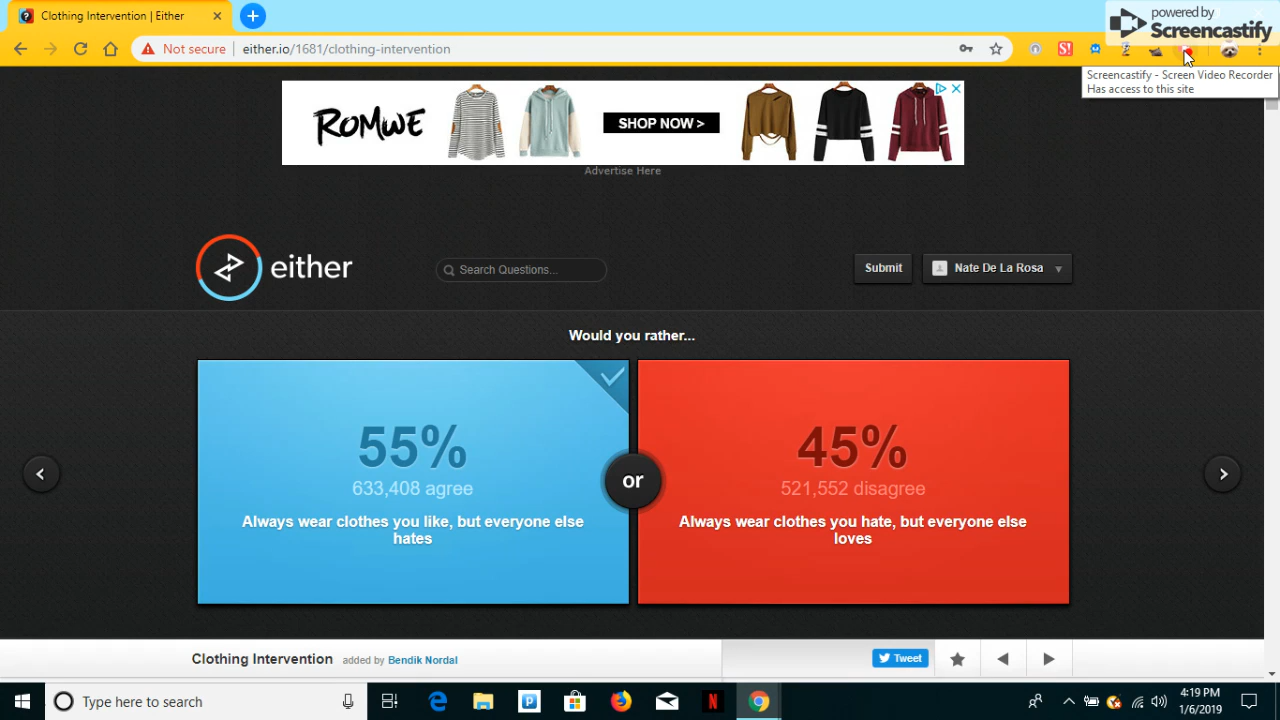 Clothing Intervention | Either
powered by
Screencastify
Not secure
either.io/1681/clothing-intervention
S!
Screencastify - Screen Video Recorder
Has access to this site
ROMWE
SHOP NOW >
Advertise Here
either
Search Questions...
Submit
Nate De La Rosa
Would you rather...
55%
633,408 agree
Always wear clothes you like, but everyone else
hates
or
45%
521,552 disagree
Always wear clothes you hate, but everyone else
loves
Clothing Intervention
added by Bendik Nordal
Tweet
Type here to search
4:19 PM
1/6/2019